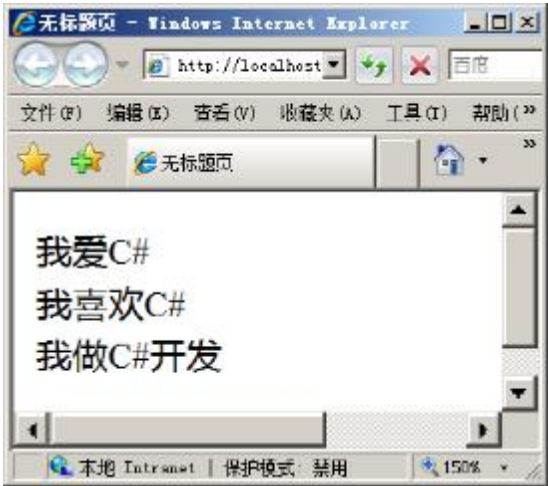 无标题页 - Windows Internet Explorer
http://localhost
百度
文件(F) 编辑(E) 查看(V) 收藏夹(A) 工具(T) 帮助(
无标题页
我爱C#
我喜欢C#
我做C#开发
本地 Intranet | 保护模式: 禁用
150%